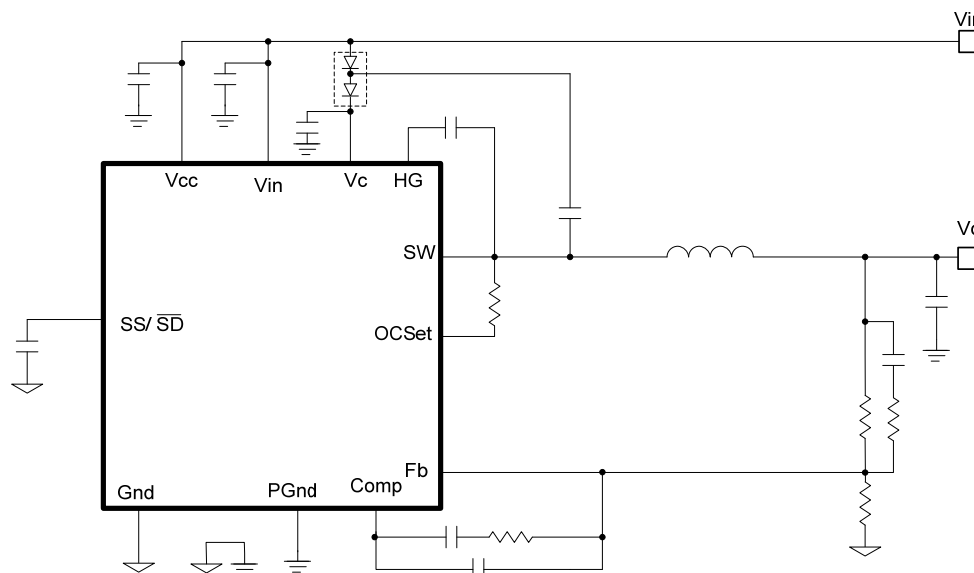 Vcc
Vin
Vc
HG
SW
SS/ SD
OCSet
Fb
Comp
Gnd
PGnd